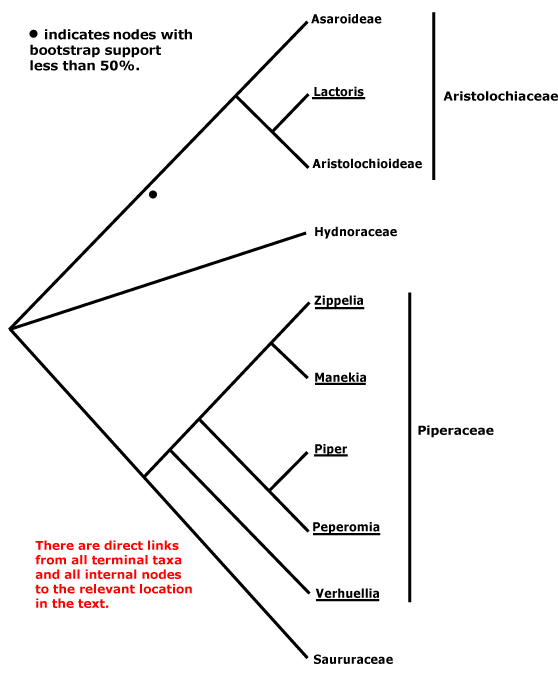 ● indicates nodes with
bootstrap support
less than 50%.
Asaroideae
Lactoris
Aristolochioideae
Aristolochiaceae
Hydnoraceae
Zippelia
Manekia
Piper
Peperomia
Verhuellia
Piperaceae
Saururaceae
There are direct links
from all terminal taxa
and all internal nodes
to the relevant location
in the text.